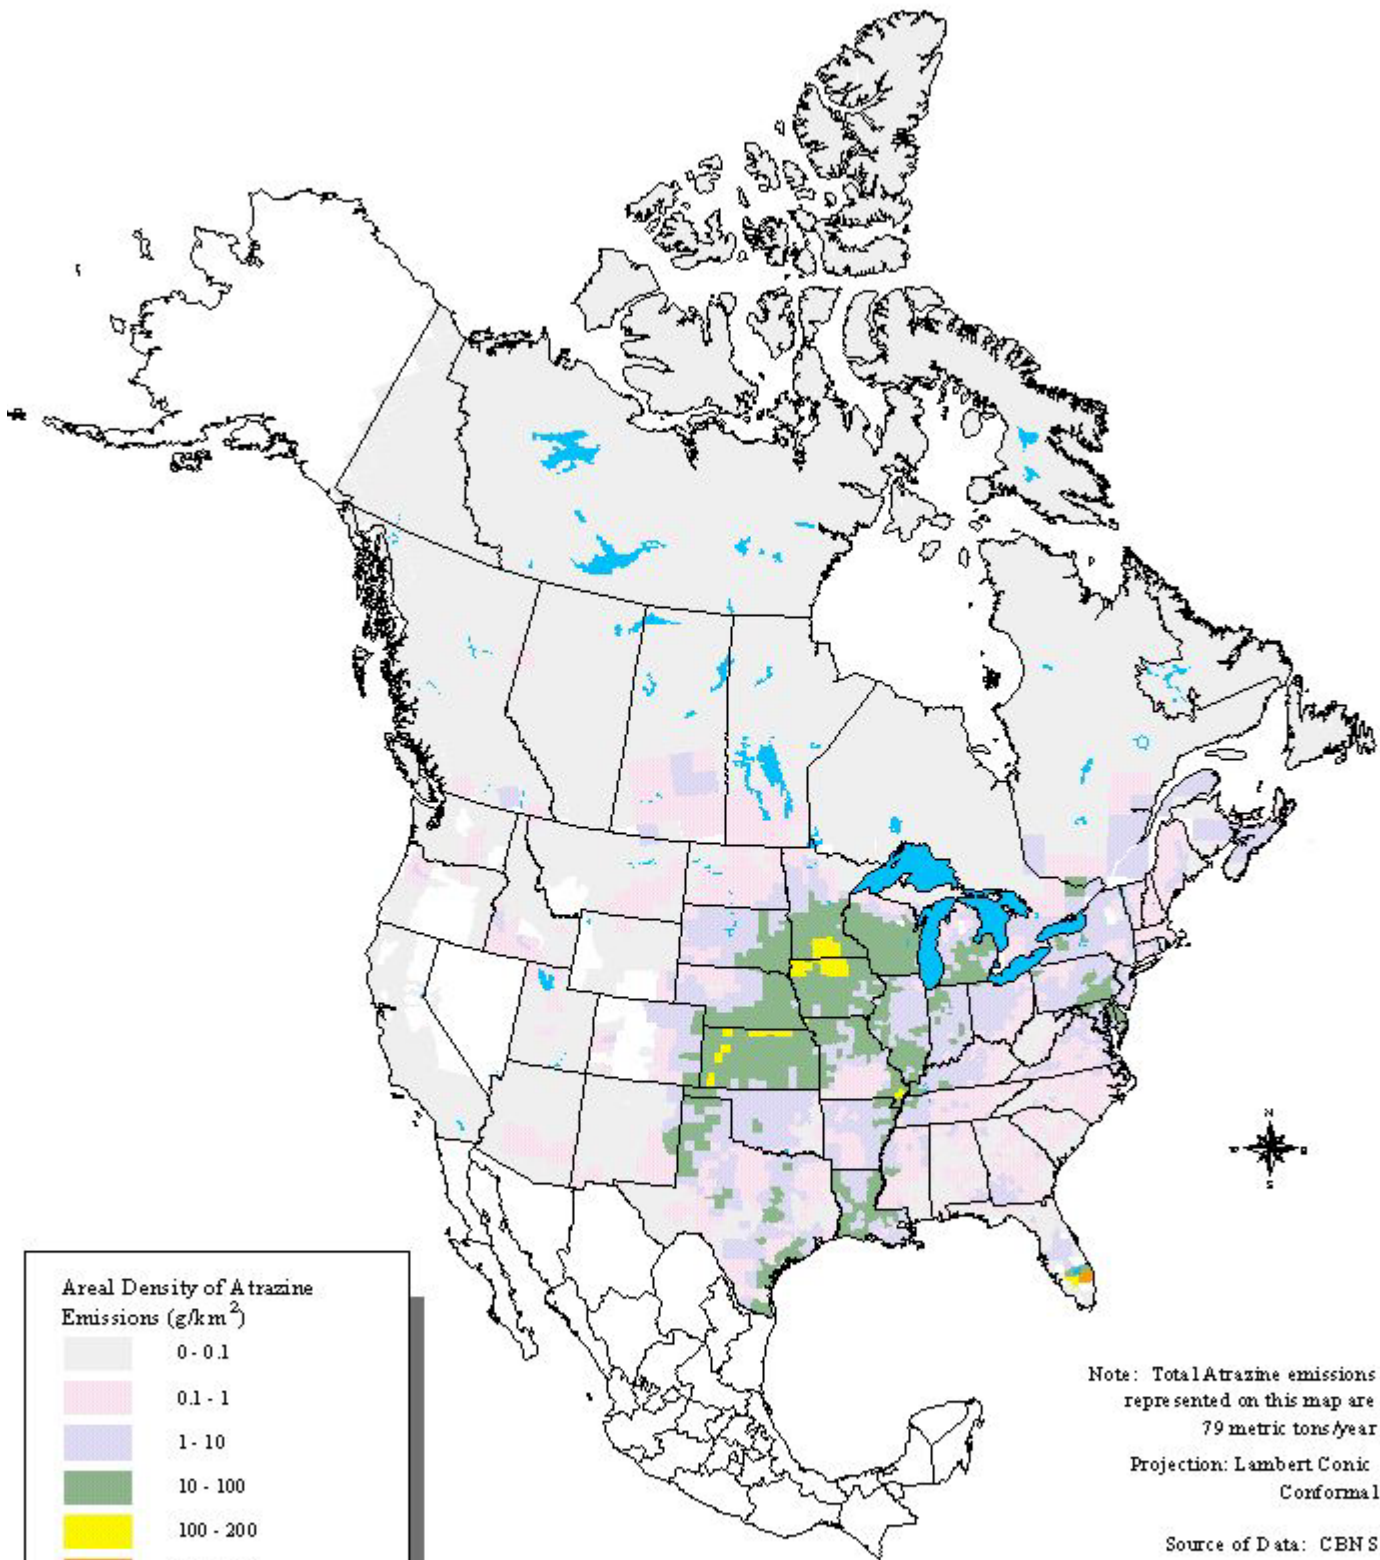 Areal Density of Atrazine
Emissions (g/km²)
0 - 0.1
0.1 - 1
1 - 10
10 - 100
100 - 200
N
S
Note: Total Atrazine emissions
represented on this map are
79 metric tons/year
Projection: Lambert Conic
Conformal
Source of Data: CBNS